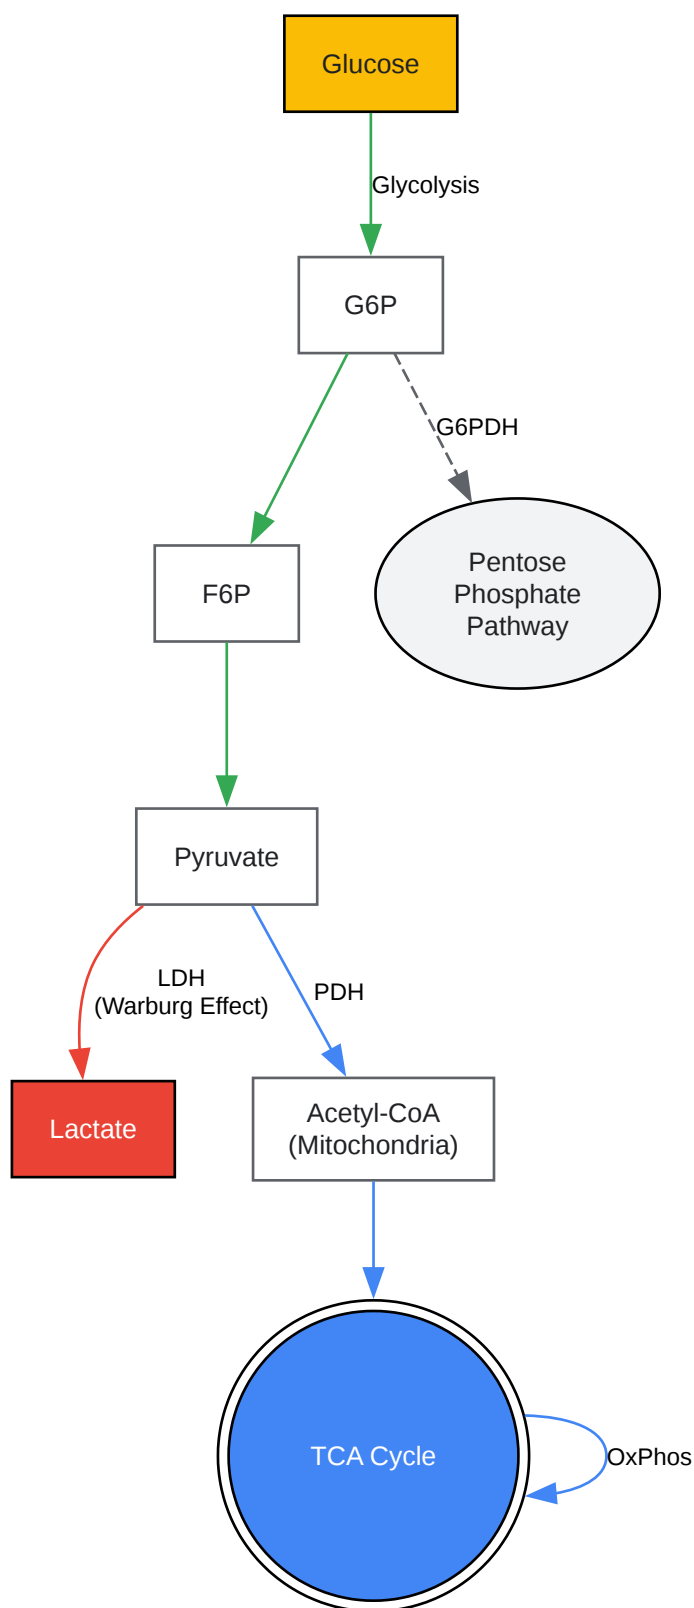 Glucose
Glycolysis
G6P
G6PDH
F6P
Pentose
Phosphate
Pathway
Pyruvate
LDH
(Warburg Effect)
PDH
Lactate
Acetyl-CoA
(Mitochondria)
TCA Cycle
OxPhos